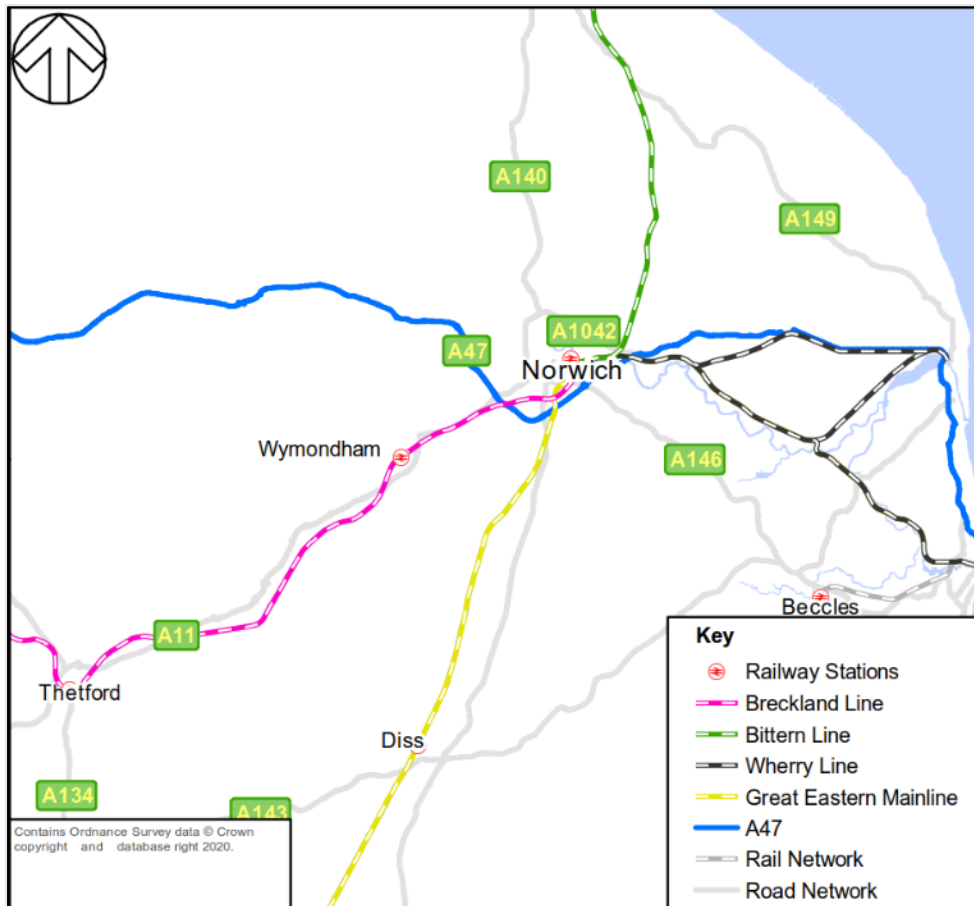 A140
A149
A1042
A47
Norwich
Wymondham
A146
Beccles
A11
Thetford
Diss
A134
A143
Key
Railway Stations
Breckland Line
Bittern Line
Wherry Line
Great Eastern Mainline
A47
Rail Network
Road Network
Contains Ordnance Survey data © Crown
copyright and database right 2020.